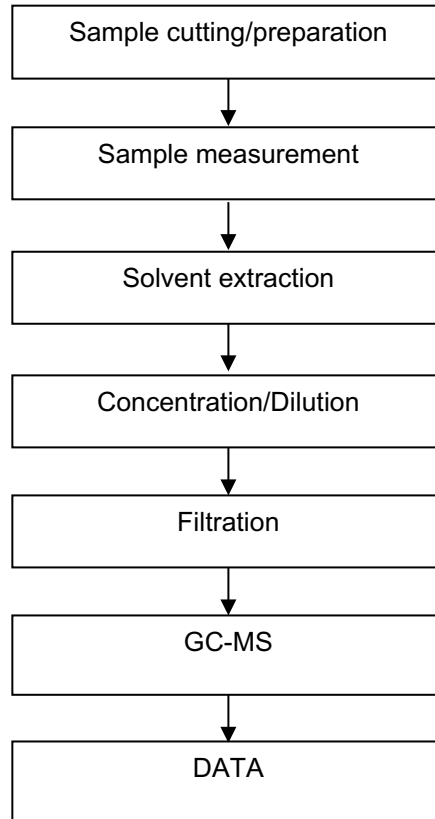 Sample cutting/preparation
Sample measurement
Solvent extraction
Concentration/Dilution
Filtration
GC-MS
DATA